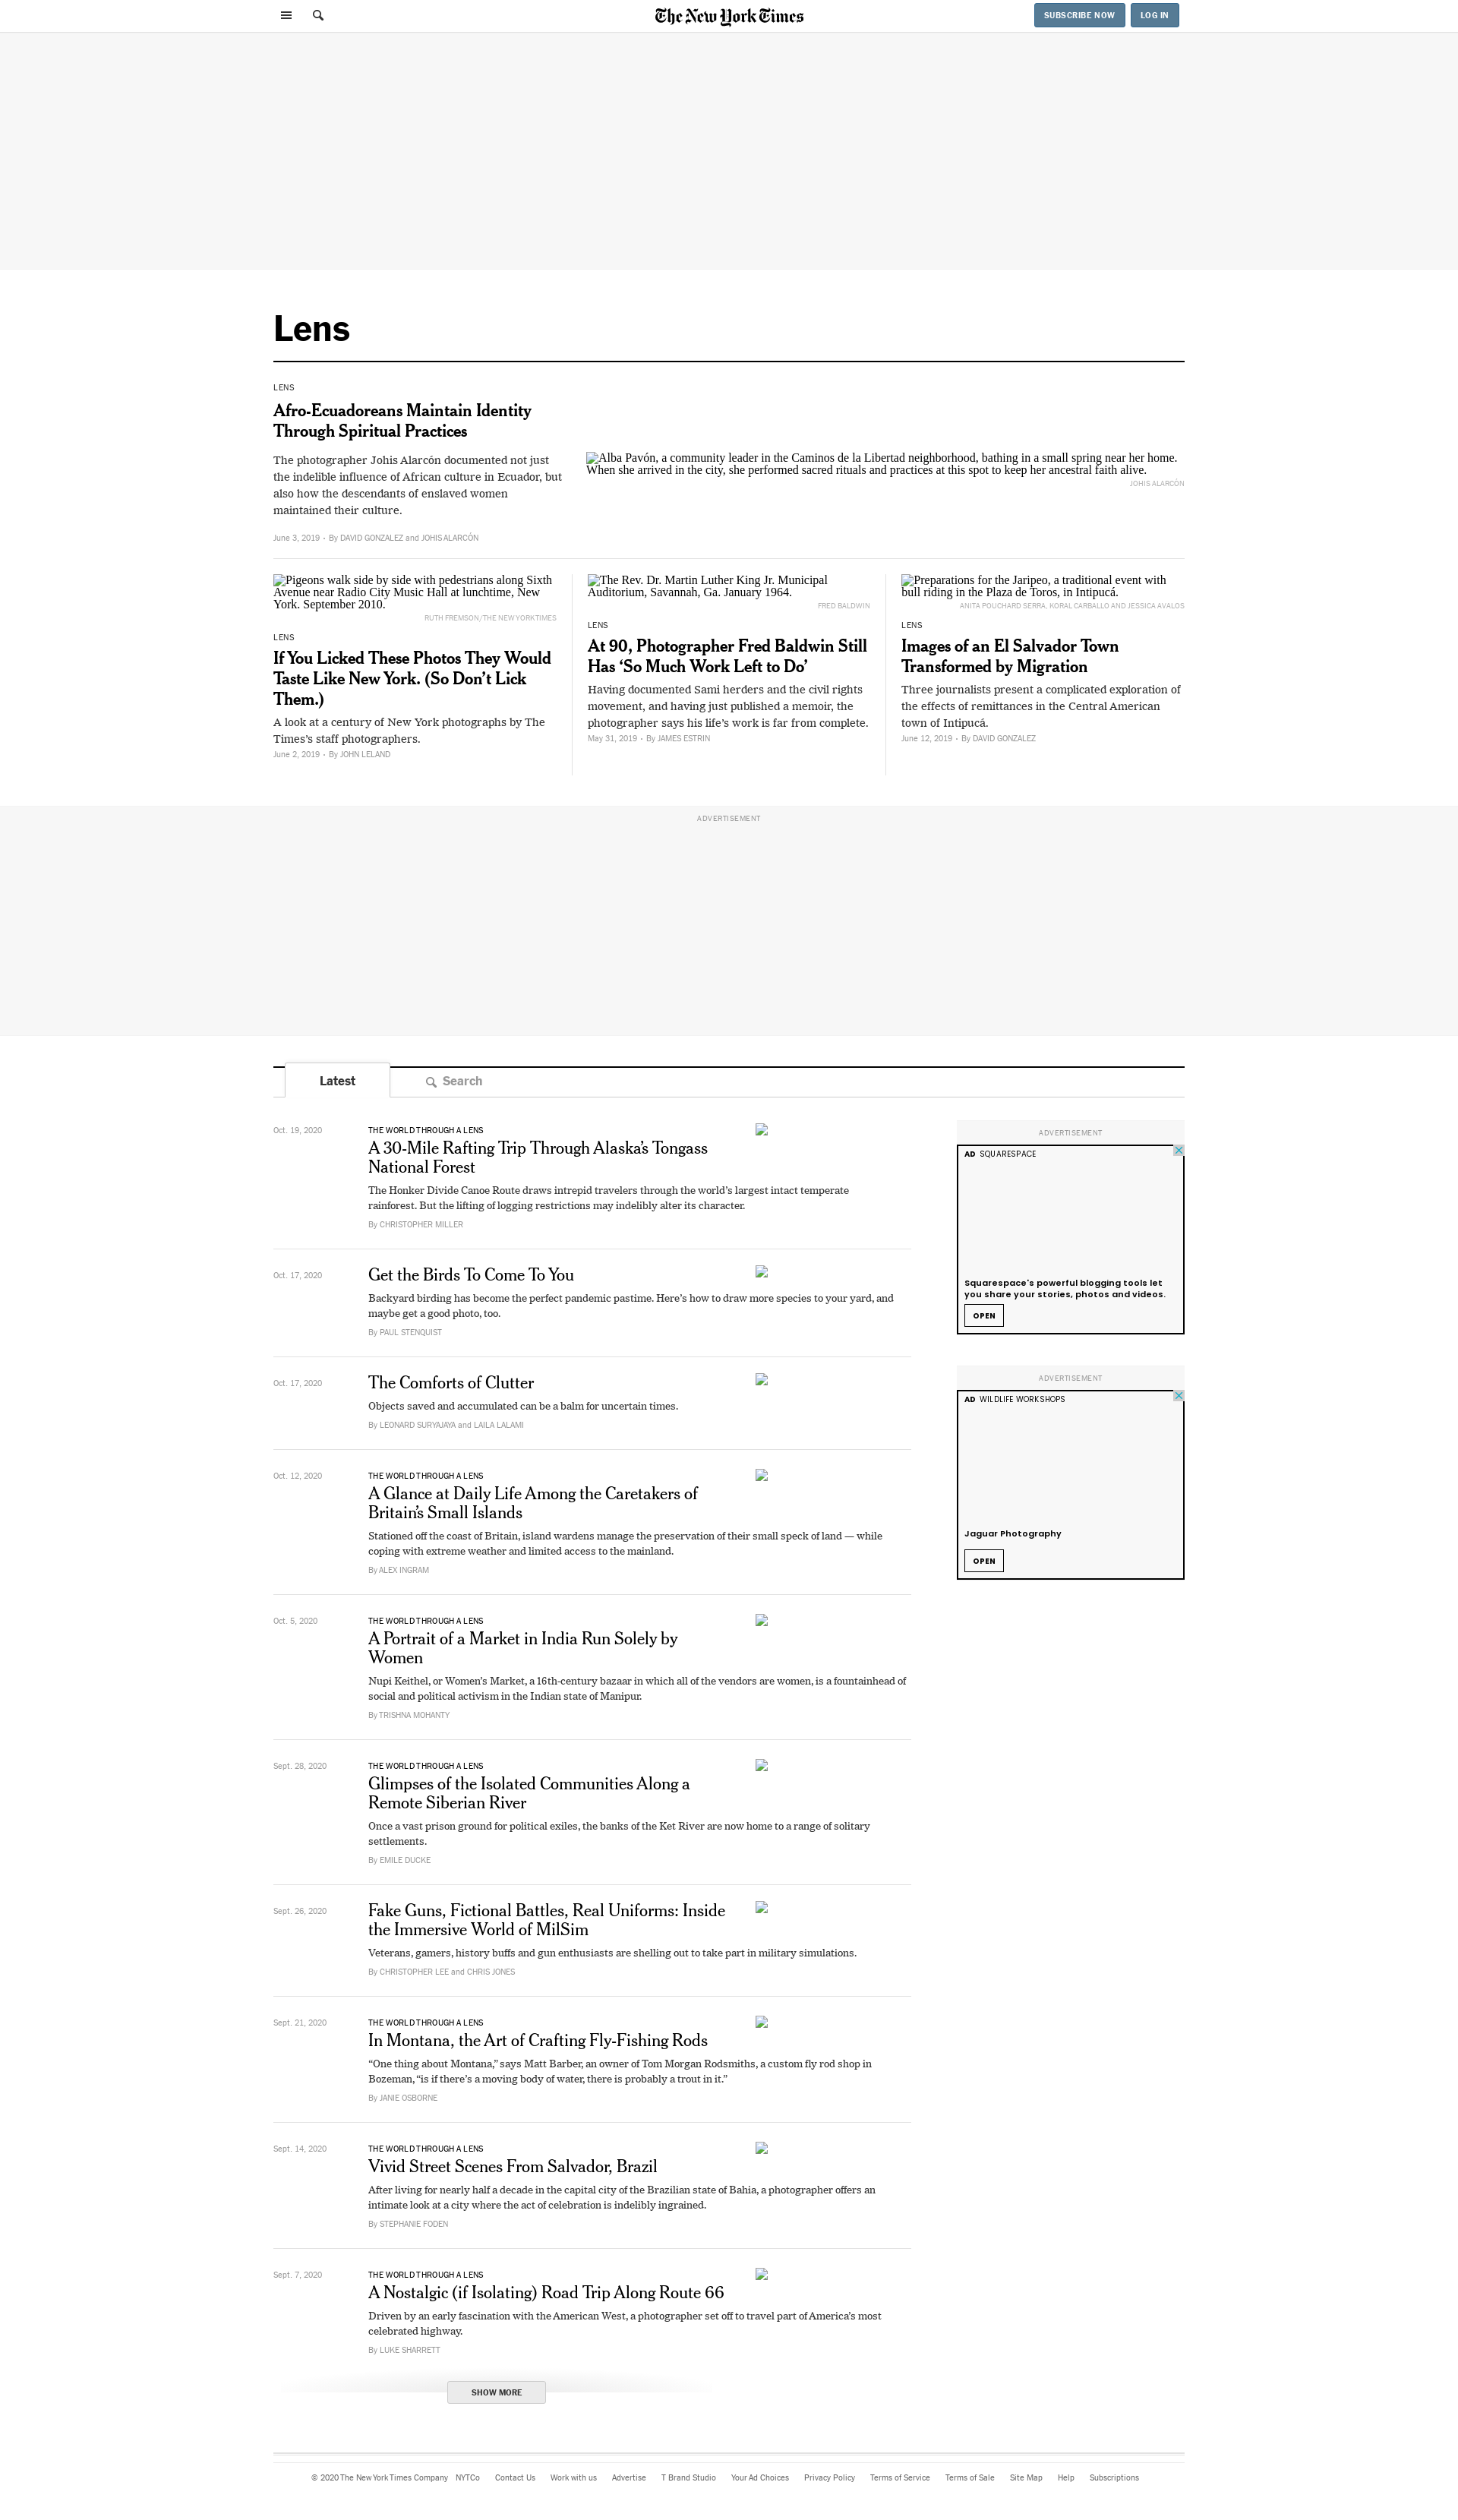 The New York Times
SUBSCRIBE NOW
LOG IN
Lens
LENS
Afro-Ecuadoreans Maintain Identity
Through Spiritual Practices
The photographer Johis Alarcón documented not just
the indelible influence of African culture in Ecuador, but
also how the descendants of enslaved women
maintained their culture.
June 3, 2019 • By DAVID GONZALEZ and JOHIS ALARCÓN
Alba Pavón, a community leader in the Caminos de la Libertad neighborhood, bathing in a small spring near her home.
When she arrived in the city, she performed sacred rituals and practices at this spot to keep her ancestral faith alive.
JOHIS ALARCÓN
Pigeons walk side by side with pedestrians along Sixth
Avenue near Radio City Music Hall at lunchtime, New
York. September 2010.
RUTH FREMSON/THE NEW YORK TIMES
LENS
If You Licked These Photos They Would
Taste Like New York. (So Don’t Lick
Them.)
A look at a century of New York photographs by The
Times’s staff photographers.
June 2, 2019 • By JOHN LELAND
The Rev. Dr. Martin Luther King Jr. Municipal
Auditorium, Savannah, Ga. January 1964.
FRED BALDWIN
LENS
At 90, Photographer Fred Baldwin Still
Has ‘So Much Work Left to Do’
Having documented Sami herders and the civil rights
movement, and having just published a memoir, the
photographer says his life’s work is far from complete.
May 31, 2019 • By JAMES ESTRIN
Preparations for the Jaripeo, a traditional event with
bull riding in the Plaza de Toros, in Intipucá.
ANITA POUCHARD SERRA, KORAL CARBALLO AND JESSICA AVALOS
LENS
Images of an El Salvador Town
Transformed by Migration
Three journalists present a complicated exploration of
the effects of remittances in the Central American
town of Intipucá.
June 12, 2019 • By DAVID GONZALEZ
ADVERTISEMENT
Latest
Search
Oct. 19, 2020
THE WORLD THROUGH A LENS
A 30-Mile Rafting Trip Through Alaska’s Tongass
National Forest
The Honker Divide Canoe Route draws intrepid travelers through the world’s largest intact temperate
rainforest. But the lifting of logging restrictions may indelibly alter its character.
By CHRISTOPHER MILLER
Oct. 17, 2020
Get the Birds To Come To You
Backyard birding has become the perfect pandemic pastime. Here’s how to draw more species to your yard, and
maybe get a good photo, too.
By PAUL STENQUIST
Oct. 17, 2020
The Comforts of Clutter
Objects saved and accumulated can be a balm for uncertain times.
By LEONARD SURYAJAYA and LAILA LALAMI
Oct. 12, 2020
THE WORLD THROUGH A LENS
A Glance at Daily Life Among the Caretakers of
Britain’s Small Islands
Stationed off the coast of Britain, island wardens manage the preservation of their small speck of land — while
coping with extreme weather and limited access to the mainland.
By ALEX INGRAM
Oct. 5, 2020
THE WORLD THROUGH A LENS
A Portrait of a Market in India Run Solely by
Women
Nupi Keithel, or Women’s Market, a 16th-century bazaar in which all of the vendors are women, is a fountainhead of
social and political activism in the Indian state of Manipur.
By TRISHNA MOHANTY
Sept. 28, 2020
THE WORLD THROUGH A LENS
Glimpses of the Isolated Communities Along a
Remote Siberian River
Once a vast prison ground for political exiles, the banks of the Ket River are now home to a range of solitary
settlements.
By EMILE DUCKE
Sept. 26, 2020
Fake Guns, Fictional Battles, Real Uniforms: Inside
the Immersive World of MilSim
Veterans, gamers, history buffs and gun enthusiasts are shelling out to take part in military simulations.
By CHRISTOPHER LEE and CHRIS JONES
Sept. 21, 2020
THE WORLD THROUGH A LENS
In Montana, the Art of Crafting Fly-Fishing Rods
“One thing about Montana,” says Matt Barber, an owner of Tom Morgan Rodsmiths, a custom fly rod shop in
Bozeman, “is if there’s a moving body of water, there is probably a trout in it.”
By JANIE OSBORNE
Sept. 14, 2020
THE WORLD THROUGH A LENS
Vivid Street Scenes From Salvador, Brazil
After living for nearly half a decade in the capital city of the Brazilian state of Bahia, a photographer offers an
intimate look at a city where the act of celebration is indelibly ingrained.
By STEPHANIE FODEN
Sept. 7, 2020
THE WORLD THROUGH A LENS
A Nostalgic (if Isolating) Road Trip Along Route 66
Driven by an early fascination with the American West, a photographer set off to travel part of America’s most
celebrated highway.
By LUKE SHARRETT
SHOW MORE
ADVERTISEMENT
AD SQUARESPACE
Squarespace's powerful blogging tools let
you share your stories, photos and videos.
OPEN
ADVERTISEMENT
AD WILDLIFE WORKSHOPS
Jaguar Photography
OPEN
© 2020 The New York Times Company NYTCo Contact Us Work with us Advertise T Brand Studio Your Ad Choices Privacy Policy Terms of Service Terms of Sale Site Map Help Subscriptions